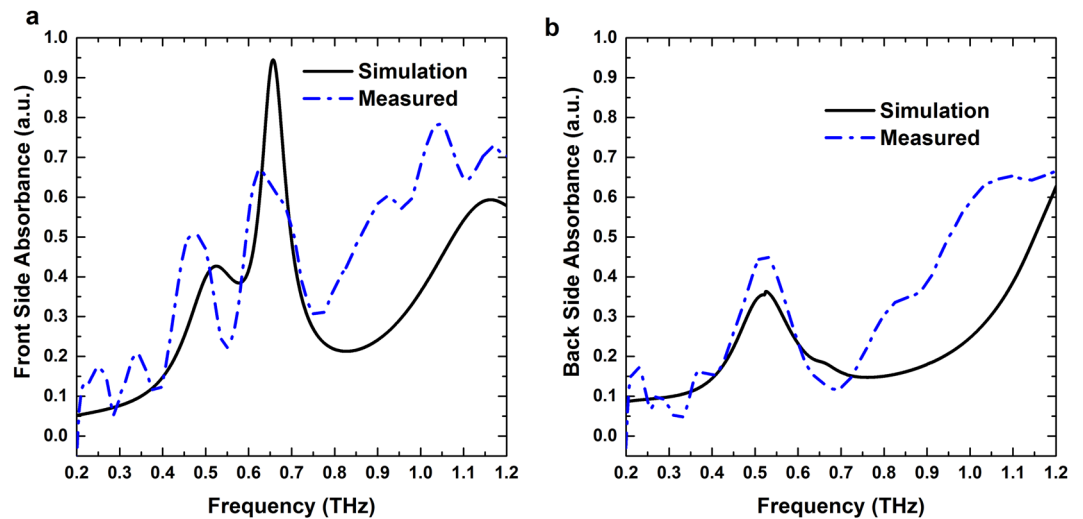 a
Front Side Absorbance (a.u.)
1.0
0.9
0.8
0.7
0.6
0.5
0.4
0.3
0.2
0.1
0.0
Simulation
Measured
0.2 0.3 0.4 0.5 0.6 0.7 0.8 0.9 1.0 1.1 1.2
Frequency (THz)
b
Back Side Absorbance (a.u.)
1.0
0.9
0.8
0.7
0.6
0.5
0.4
0.3
0.2
0.1
0.0
Simulation
Measured
0.2 0.3 0.4 0.5 0.6 0.7 0.8 0.9 1.0 1.1 1.2
Frequency (THz)